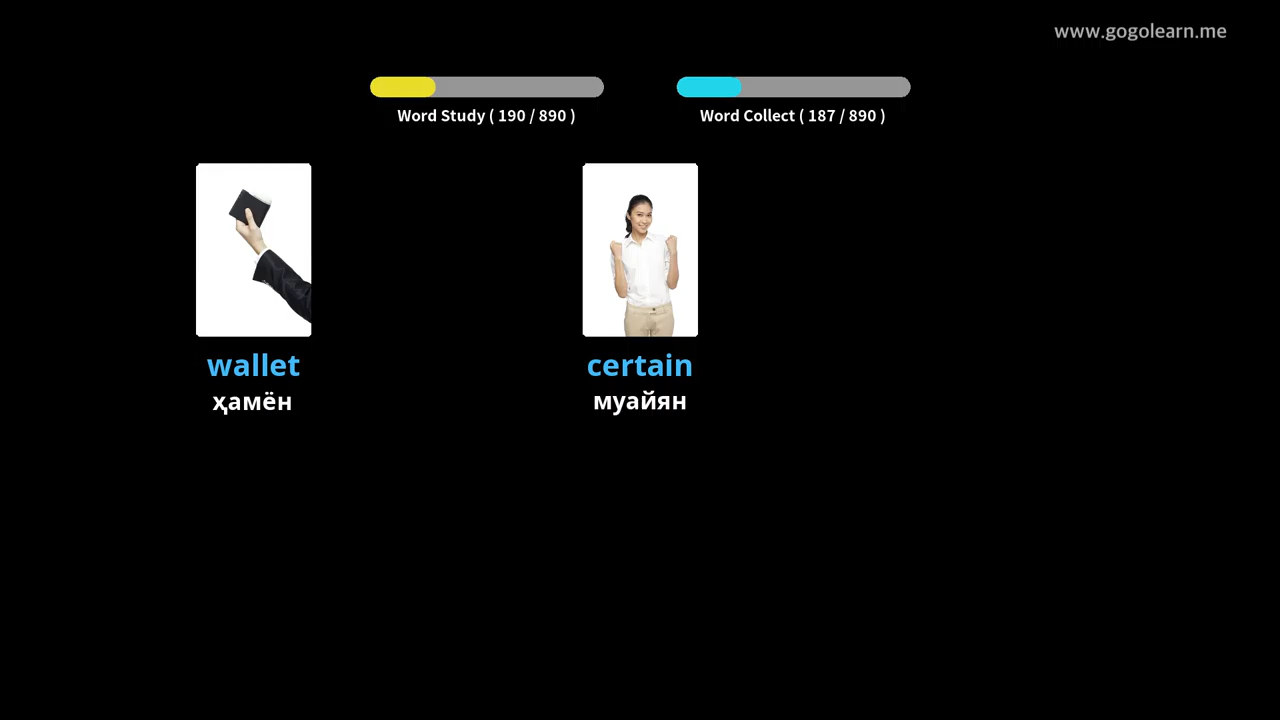 www.gogolearn.me
Word Study ( 190 / 890 )
Word Collect ( 187 / 890 )
wallet
ҳамён
certain
муайян